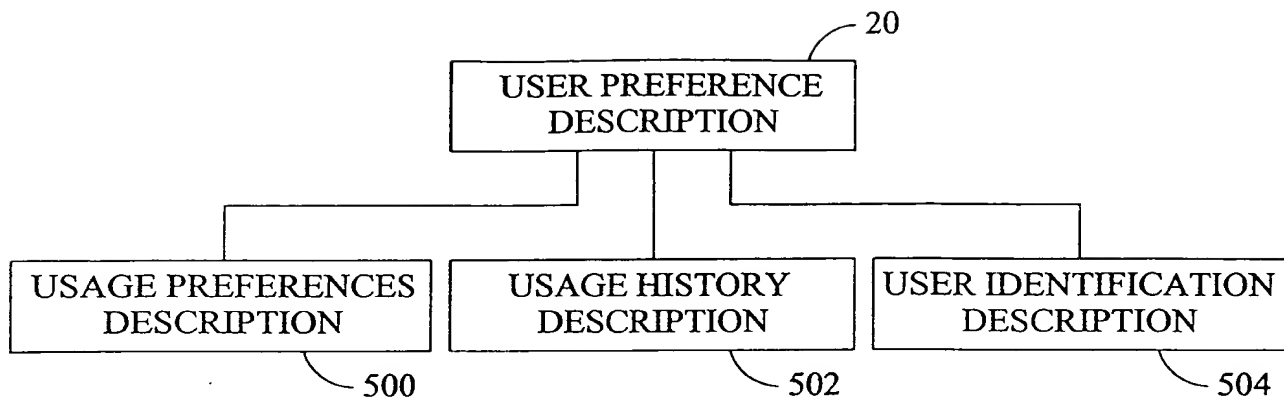 20
USER PREFERENCE
DESCRIPTION
USAGE PREFERENCES
DESCRIPTION
500
USAGE HISTORY
DESCRIPTION
502
USER IDENTIFICATION
DESCRIPTION
504